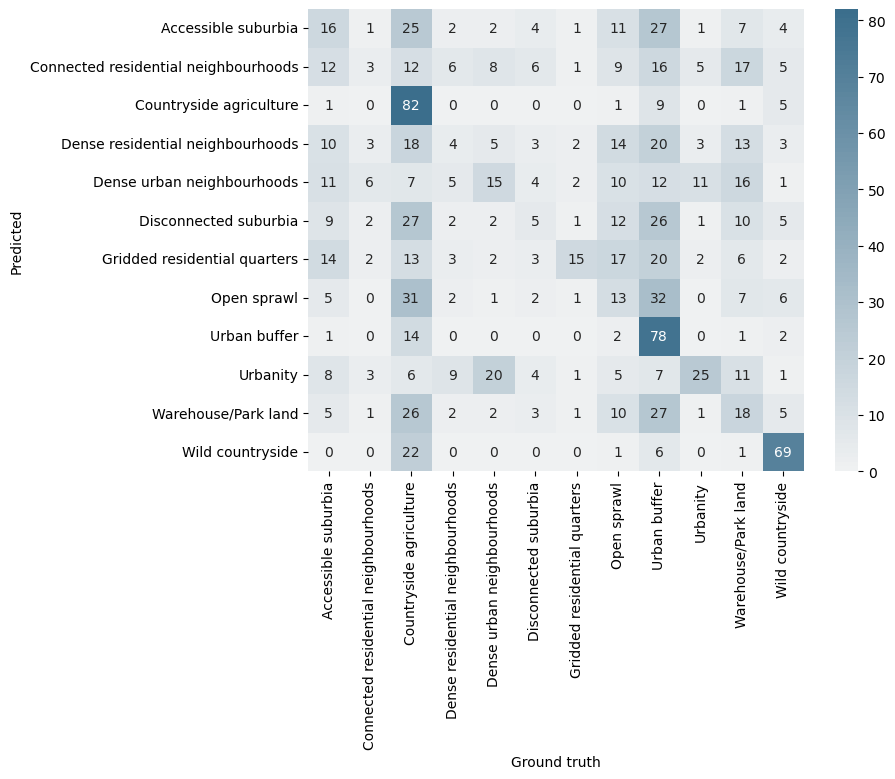 Accessible suburbia 16 1 25 2 2 4 1 11 27 1 7 4
Connected residential neighbourhoods 12 3 12 6 8 6 1 9 16 5 17 5
Countryside agriculture 1 0 82 0 0 0 0 1 9 0 1 5
Dense residential neighbourhoods 10 3 18 4 5 3 2 14 20 3 13 3
Dense urban neighbourhoods 11 6 7 5 15 4 2 10 12 11 16 1
Disconnected suburbia 9 2 27 2 2 5 1 12 26 1 10 5
Gridded residential quarters 14 2 13 3 2 3 15 17 20 2 6 2
Open sprawl 5 0 31 2 1 2 1 13 32 0 7 6
Urban buffer 1 0 14 0 0 0 0 2 78 0 1 2
Urbanity 8 3 6 9 20 4 1 5 7 25 11 1
Warehouse/Park land 5 1 26 2 2 3 1 10 27 1 18 5
Wild countryside 0 0 22 0 0 0 0 1 6 0 1 69
Predicted
Accessible suburbia
Connected residential neighbourhoods
Countryside agriculture
Dense residential neighbourhoods
Dense urban neighbourhoods
Disconnected suburbia
Gridded residential quarters
Open sprawl
Urban buffer
Urbanity
Warehouse/Park land
Wild countryside
Ground truth
80
70
60
50
40
30
20
10
0